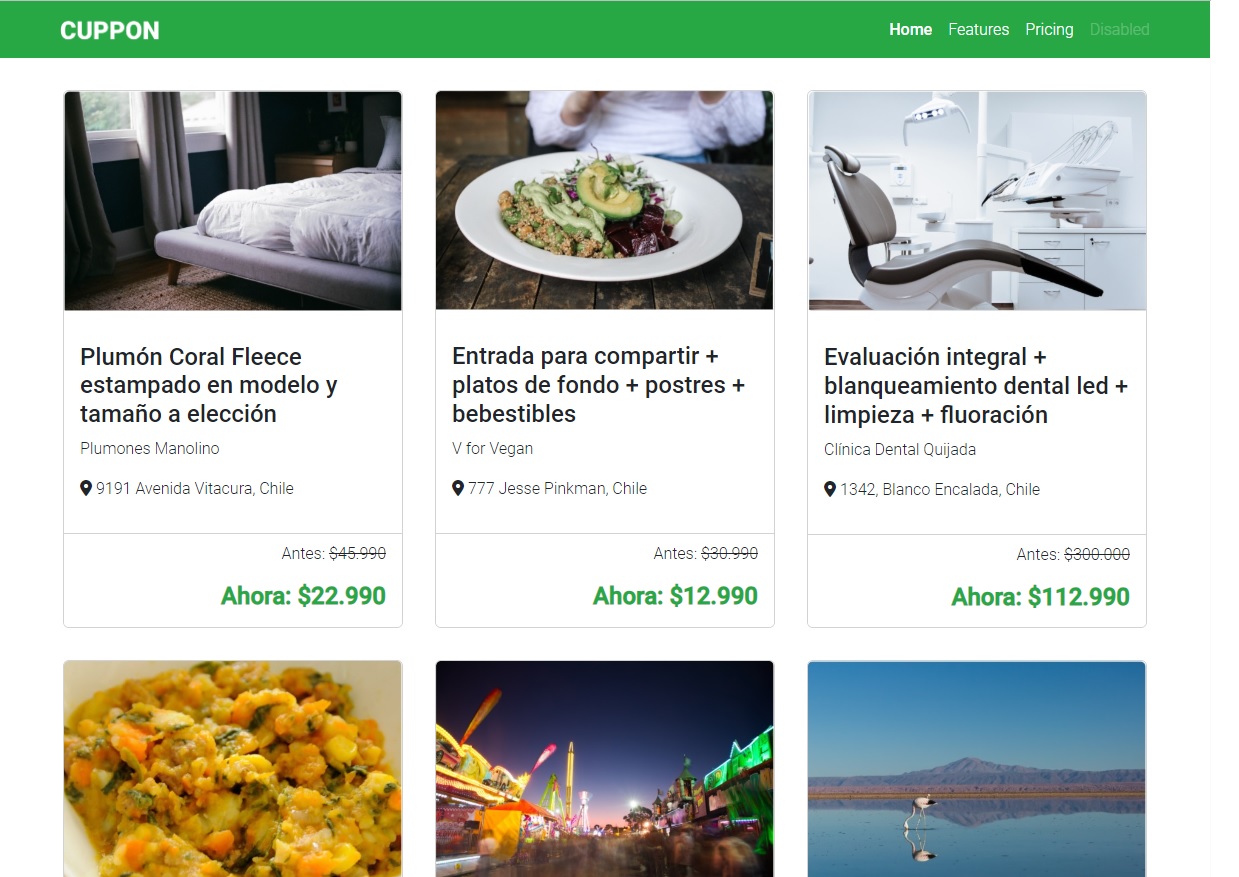 CUPPON
Home Features Pricing Disabled
Plumón Coral Fleece
estampado en modelo y
tamaño a elección
Plumones Manolino
9191 Avenida Vitacura, Chile
Antes: $45.990
Ahora: $22.990
Entrada para compartir +
platos de fondo + postres +
bebestibles
V for Vegan
777 Jesse Pinkman, Chile
Antes: $30.990
Ahora: $12.990
Evaluación integral +
blanqueamiento dental led +
limpieza + fluoración
Clínica Dental Quijada
1342, Blanco Encalada, Chile
Antes: $300.000
Ahora: $112.990